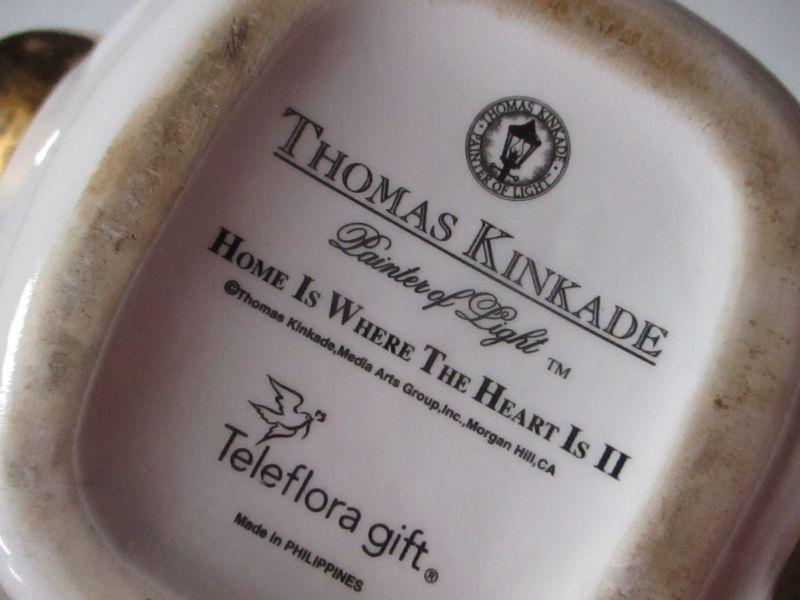 THOMAS KINKADE
PAINTER OF LIGHT
THOMAS KINKADE
Painter of Light ™
HOME IS WHERE THE HEART IS II
©Thomas Kinkade,Media Arts Group,Inc.,Morgan Hill,CA
Teleflora gift®
Made in PHILIPPINES